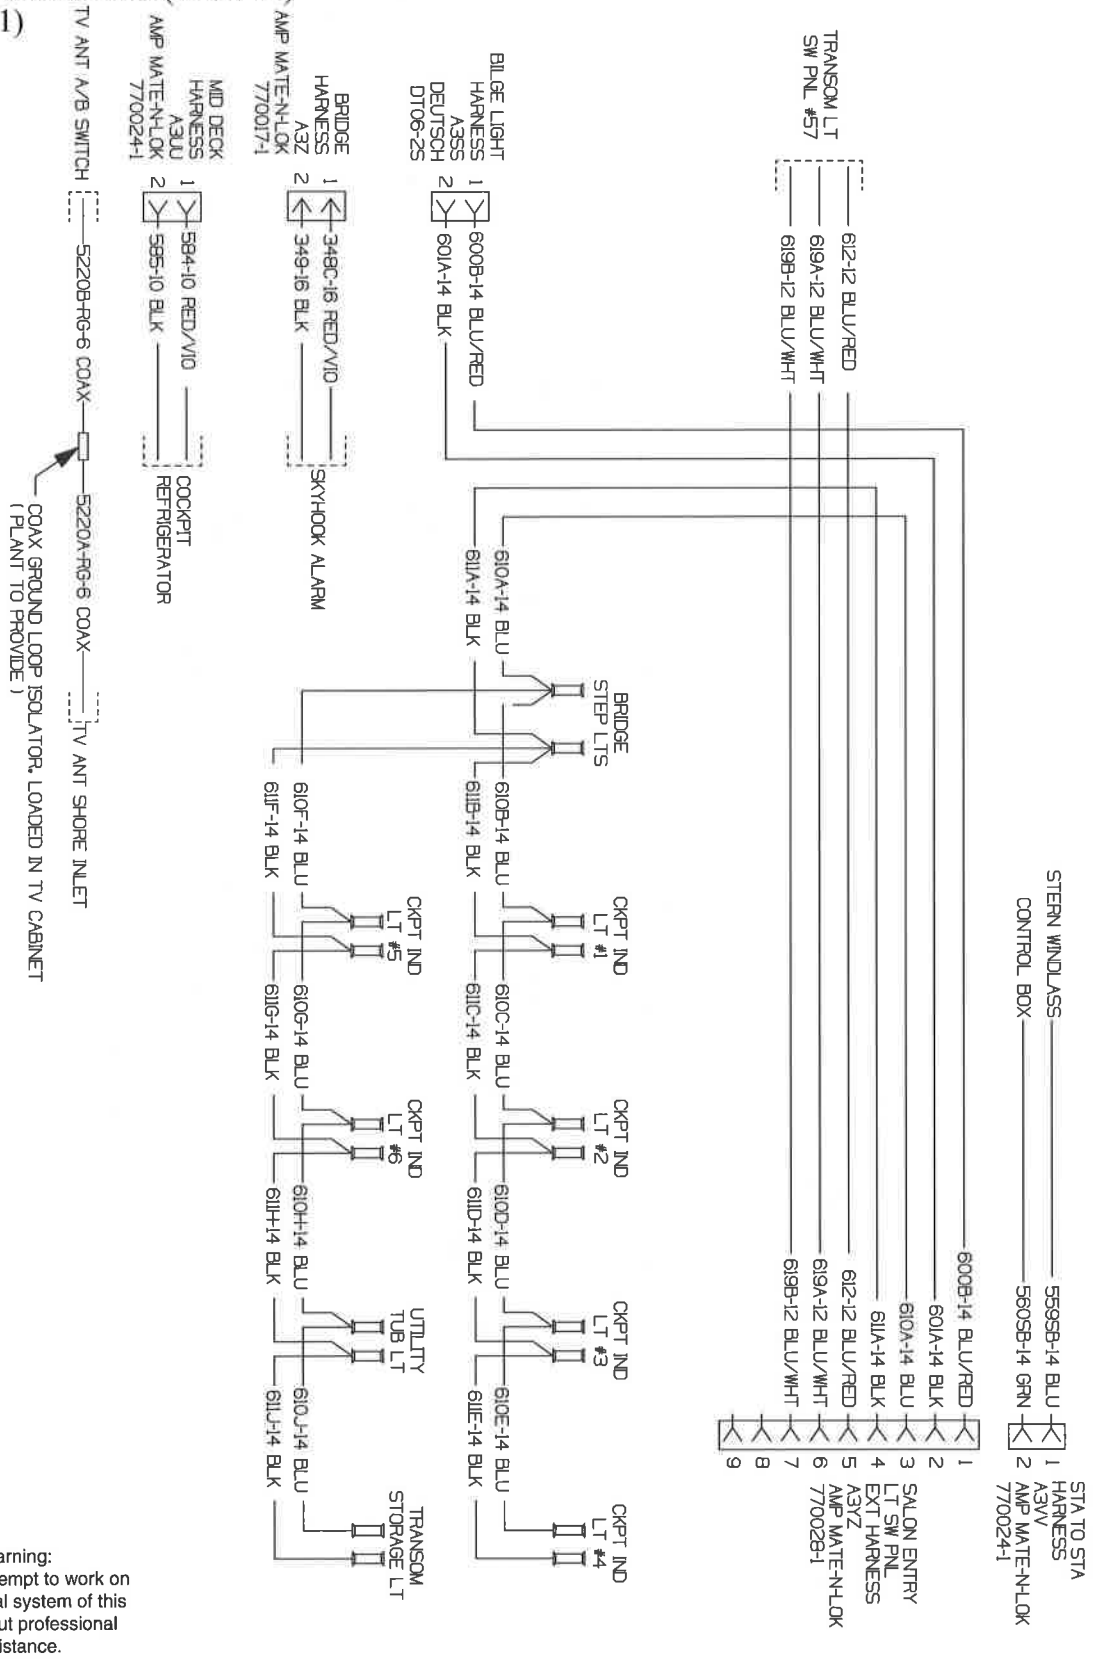 1)
TV ANT A/B SWITCH
5220B-RG-6 COAX
5220A-RG-6 COAX
TV ANT SHORE INLET
COAX GROUND LOOP ISOLATOR. LOADED IN TV CABINET
( PLANT TO PROVIDE )
MID DECK
HARNESS
A3UU
AMP MATE-N-LOK
770024-1
1
2
584-10 RED/VIO
585-10 BLK
COCKPIT
REFRIGERATOR
BRIDGE
HARNESS
A3Z
AMP MATE-N-LOK
770017-1
1
2
348C-16 RED/VIO
349-16 BLK
SKYHOOK ALARM
BILGE LIGHT
HARNESS
A3SS
DEUTSCH
DT06-2S
1
2
600B-14 BLU/RED
601A-14 BLK
TRANSOM LT
SW PNL #57
612-12 BLU/RED
619A-12 BLU/WHT
619B-12 BLU/WHT
610A-14 BLU
611A-14 BLK
BRIDGE
STEP LTS
610B-14 BLU
611B-14 BLK
CKPT IND
LT #1
610C-14 BLU
611C-14 BLK
CKPT IND
LT #2
610D-14 BLU
611D-14 BLK
CKPT IND
LT #3
610E-14 BLU
611E-14 BLK
CKPT IND
LT #4
610F-14 BLU
611F-14 BLK
CKPT IND
LT #5
610G-14 BLU
611G-14 BLK
CKPT IND
LT #6
610H-14 BLU
611H-14 BLK
UTILITY
TUB LT
610J-14 BLU
611J-14 BLK
TRANSOM
STORAGE LT
STERN WINDLASS
CONTROL BOX
559SB-14 BLU
560SB-14 GRN
1
2
STA TO STA
HARNESS
A3VV
AMP MATE-N-LOK
770024-1
600B-14 BLU/RED
601A-14 BLK
610A-14 BLU
611A-14 BLK
612-12 BLU/RED
619A-12 BLU/WHT
619B-12 BLU/WHT
1
2
3
4
5
6
7
8
9
SALON ENTRY
LT SW PNL
EXT HARNESS
A3YZ
AMP MATE-N-LOK
770028-1
arning:
empt to work on
al system of this
ut professional
istance.